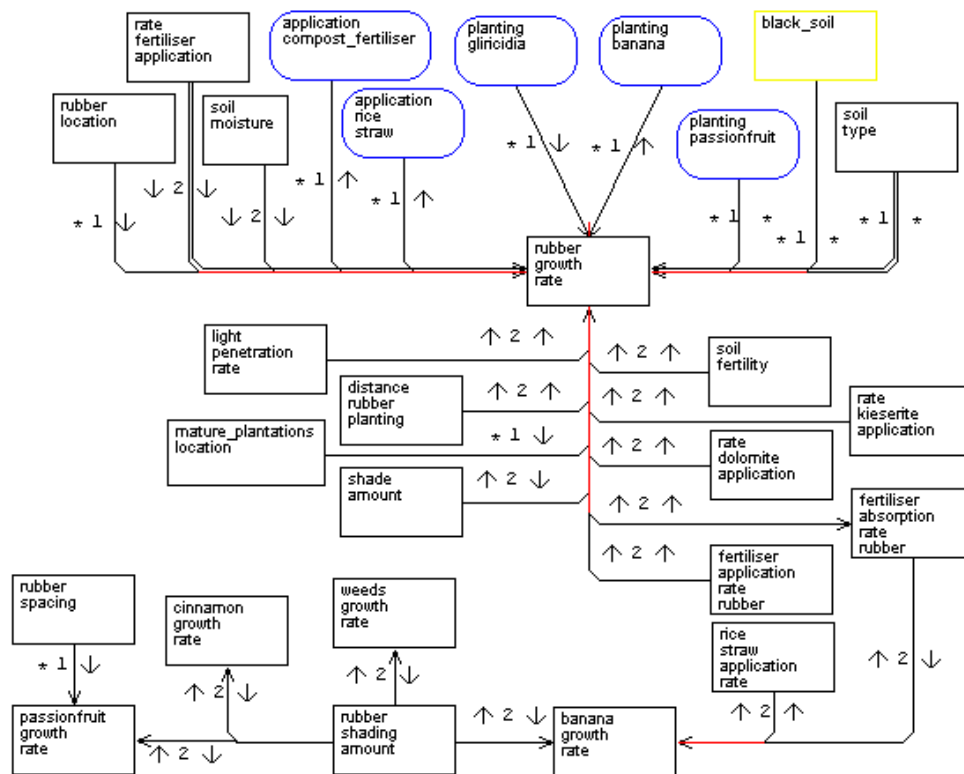 rate
fertiliser
application
application
compost_fertiliser
planting
gliricidia
planting
banana
black_soil
rubber
location
soil
moisture
application
rice
straw
planting
passionfruit
soil
type
* 1 ↓
↓ 2 ↓
↓ 2 ↓
* 1 ↑
* 1 ↑
* 1 ↓
* 1 ↑
* 1 *
* 1 *
* 1 *
rubber
growth
rate
light
penetration
rate
↑ 2 ↑
↑ 2 ↑
soil
fertility
distance
rubber
planting
↑ 2 ↑
↑ 2 ↑
rate
kieserite
application
mature_plantations
location
* 1 ↓
↑ 2 ↑
rate
dolomite
application
shade
amount
↑ 2 ↓
↑ 2 ↑
fertiliser
absorption
rate
rubber
↑ 2 ↑
fertiliser
application
rate
rubber
rubber
spacing
cinnamon
growth
rate
weeds
growth
rate
rice
straw
application
rate
* 1 ↓
↑ 2 ↓
↑ 2 ↓
↑ 2 ↓
↑ 2 ↑
↑ 2 ↓
passionfruit
growth
rate
↑ 2 ↓
rubber
shading
amount
banana
growth
rate